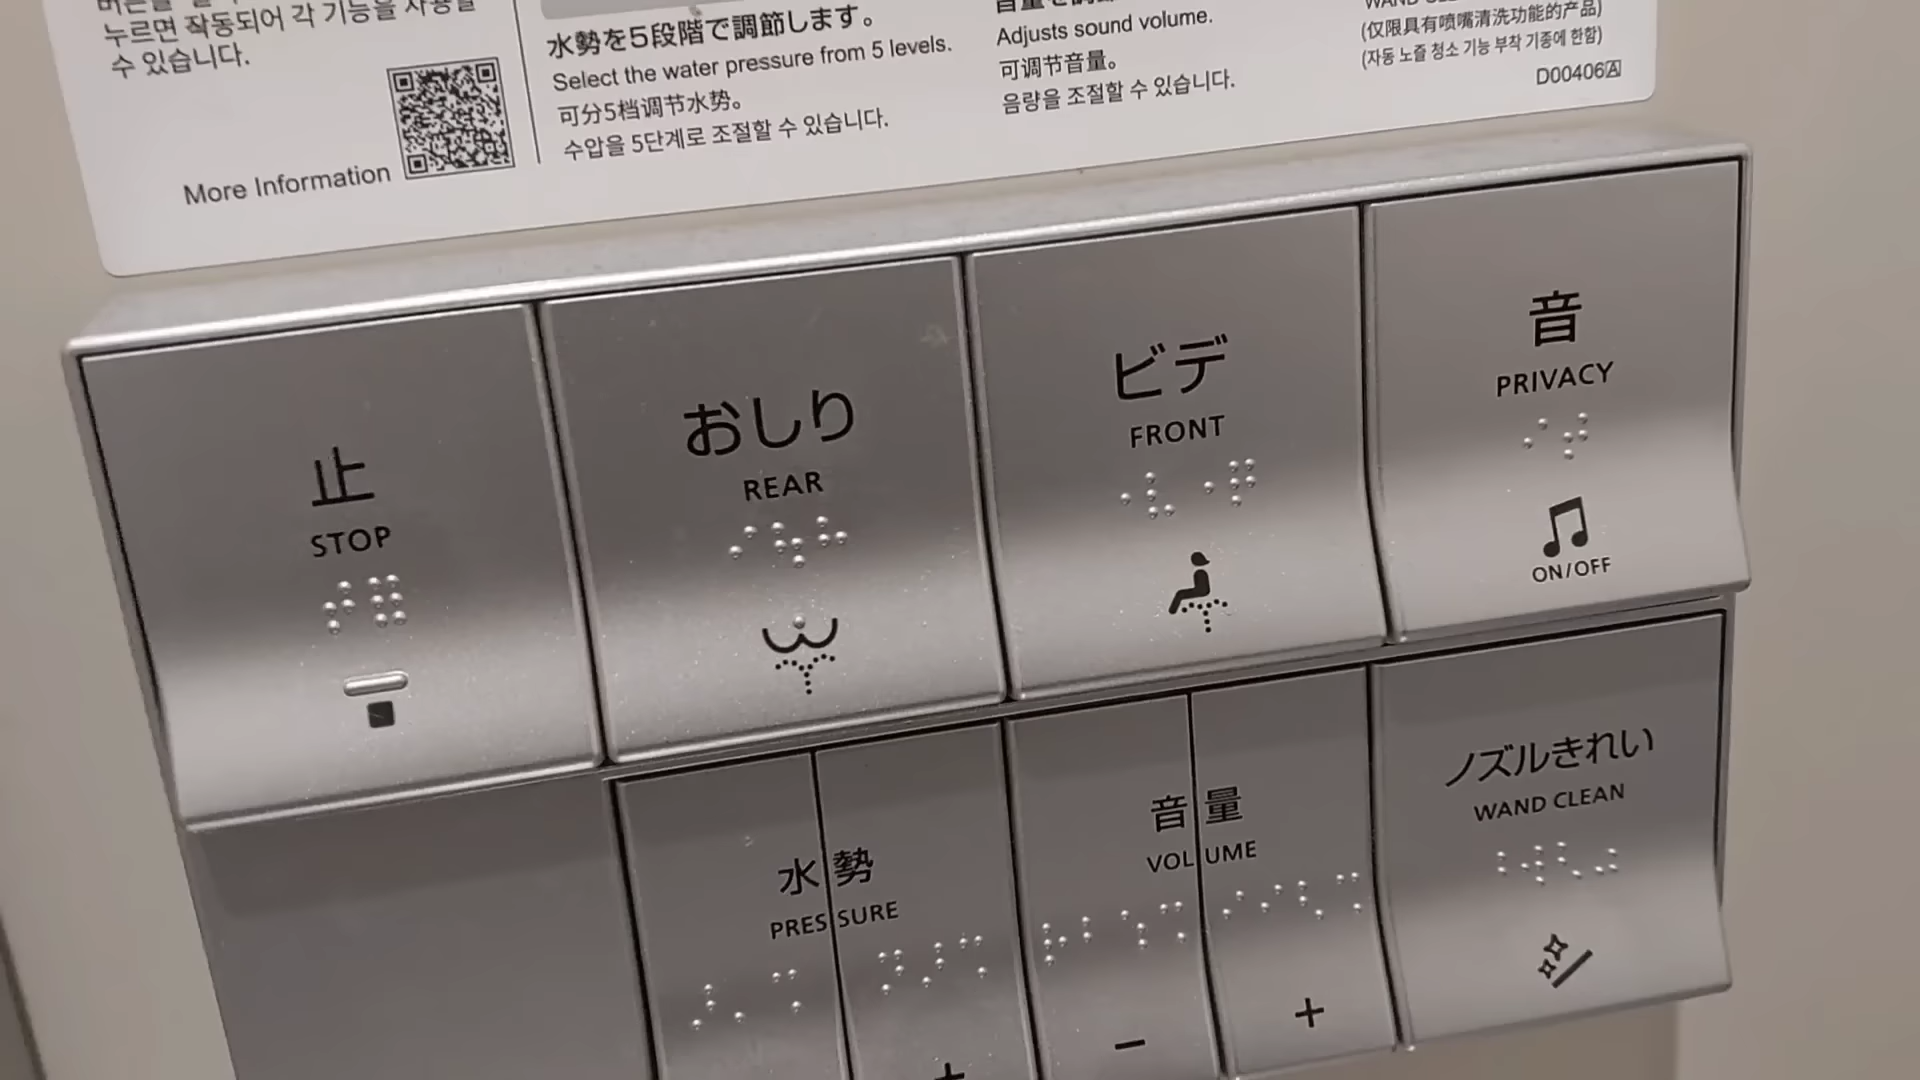 누르면 작동되어 각 기능을 사용할
수 있습니다.
More Information
水勢を5段階で調節します。
Select the water pressure from 5 levels.
可分5档调节水势。
수압을 5단계로 조절할 수 있습니다.
Adjusts sound volume.
可调节音量。
음량을 조절할 수 있습니다.
(仅限具有喷嘴清洗功能的产品)
(자동 노즐 청소 기능 부착 기종에 한함)
D00406A
止
STOP
おしり
REAR
ビデ
FRONT
音
PRIVACY
ON/OFF
水勢
PRESSURE
+
音量
VOLUME
−
+
ノズルきれい
WAND CLEAN